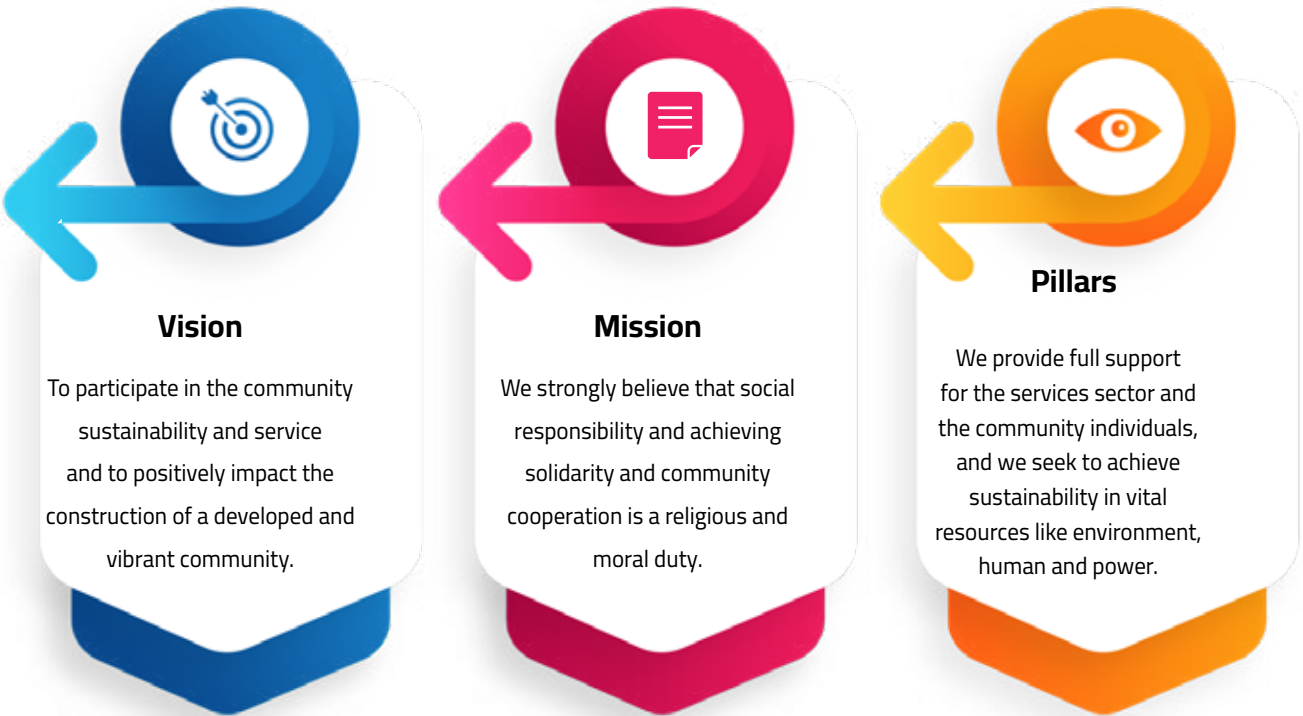 Vision
To participate in the community
sustainability and service
and to positively impact the
construction of a developed and
vibrant community.
Mission
We strongly believe that social
responsibility and achieving
solidarity and community
cooperation is a religious and
moral duty.
Pillars
We provide full support
for the services sector and
the community individuals,
and we seek to achieve
sustainability in vital
resources like environment,
human and power.